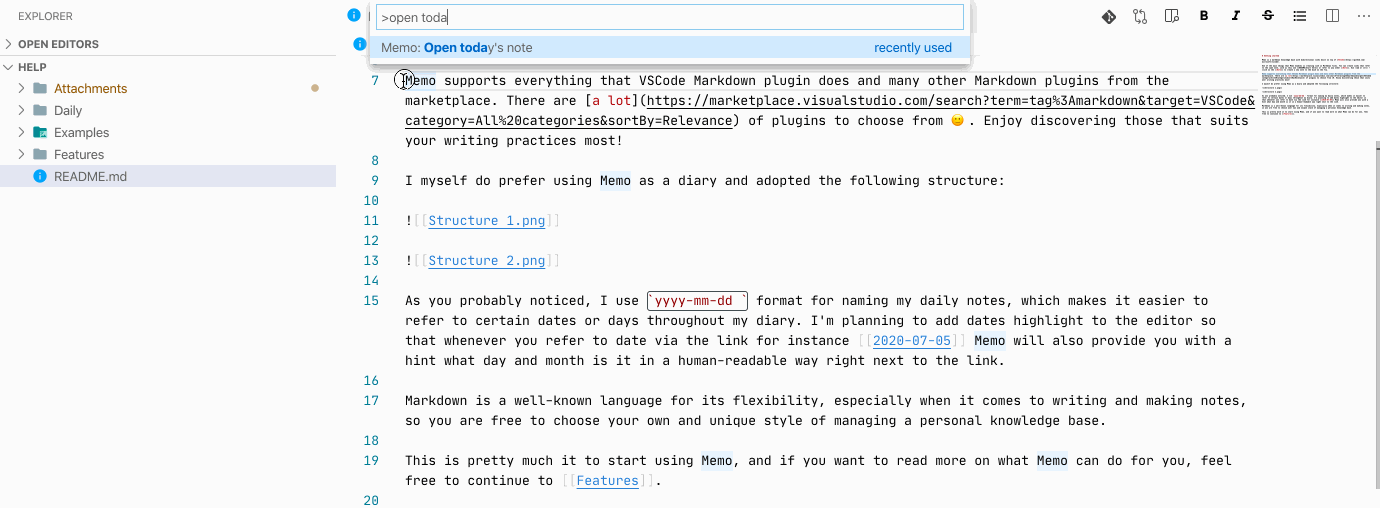 EXPLORER
OPEN EDITORS
HELP
Attachments
Daily
Examples
Features
README.md
>open toda
Memo: Open today's note recently used
B I S
7 Memo supports everything that VSCode Markdown plugin does and many other Markdown plugins from the
marketplace. There are [a lot](https://marketplace.visualstudio.com/search?term=tag%3Amarkdown&target=VSCode&
category=All%20categories&sortBy=Relevance) of plugins to choose from 🙂. Enjoy discovering those that suits
your writing practices most!
8
9 I myself do prefer using Memo as a diary and adopted the following structure:
10
11 ![[Structure 1.png]]
12
13 ![[Structure 2.png]]
14
15 As you probably noticed, I use `yyyy-mm-dd ` format for naming my daily notes, which makes it easier to
refer to certain dates or days throughout my diary. I'm planning to add dates highlight to the editor so
that whenever you refer to date via the link for instance [[2020-07-05]] Memo will also provide you with a
hint what day and month is it in a human-readable way right next to the link.
16
17 Markdown is a well-known language for its flexibility, especially when it comes to writing and making notes,
so you are free to choose your own and unique style of managing a personal knowledge base.
18
19 This is pretty much it to start using Memo, and if you want to read more on what Memo can do for you, feel
free to continue to [[Features]].
20